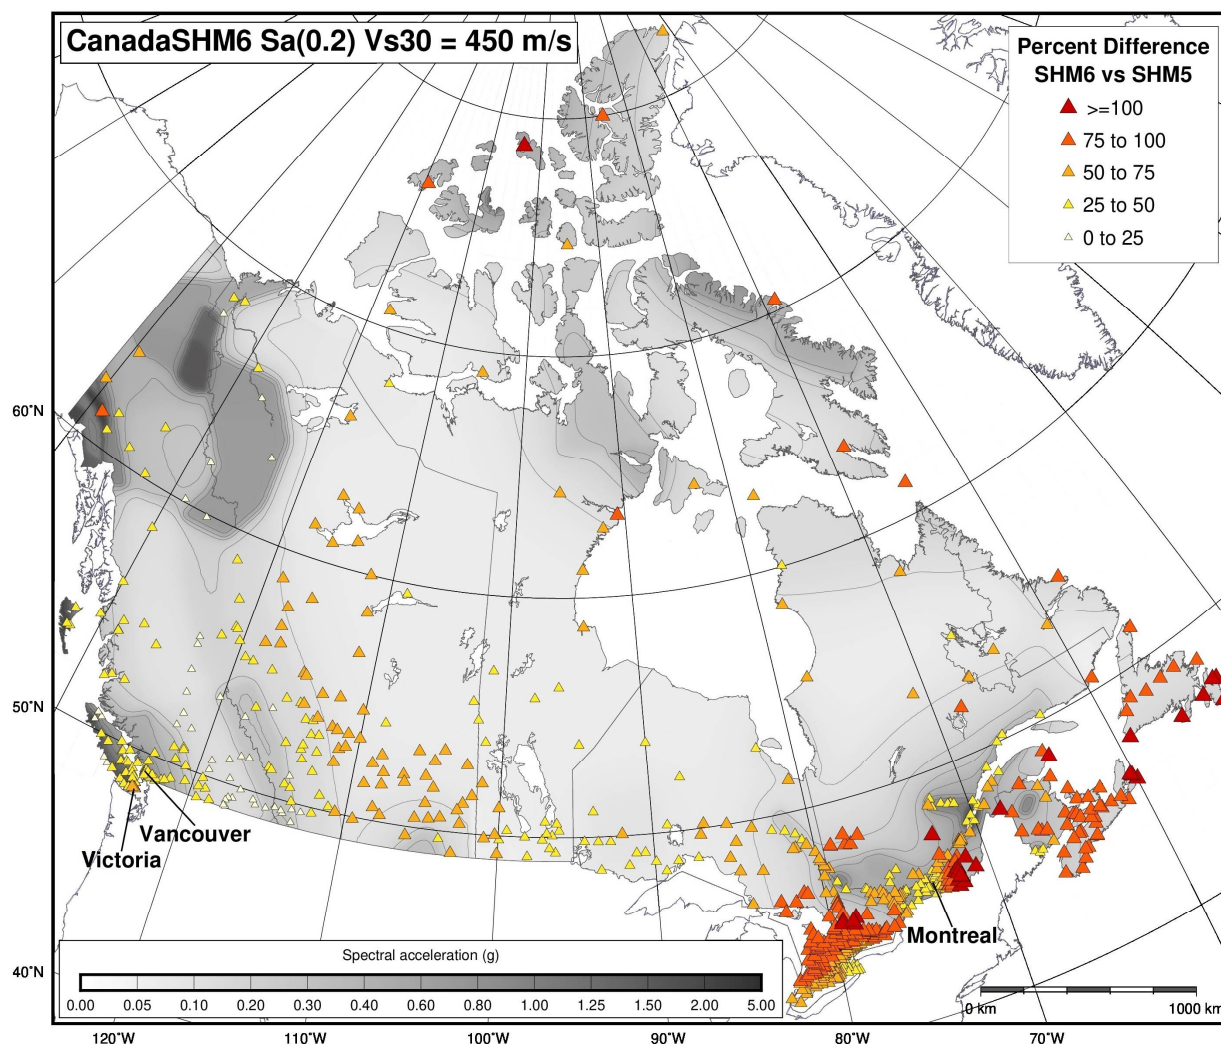 CanadaSHM6 Sa(0.2) Vs30 = 450 m/s
Percent Difference
SHM6 vs SHM5
>=100
75 to 100
50 to 75
25 to 50
0 to 25
60°N
50°N
40°N
Vancouver
Victoria
Montreal
Spectral acceleration (g)
0.00 0.05 0.10 0.20 0.30 0.40 0.60 0.80 1.00 1.25 1.50 2.00 5.00
0 km 1000 km
120°W 110°W 100°W 90°W 80°W 70°W